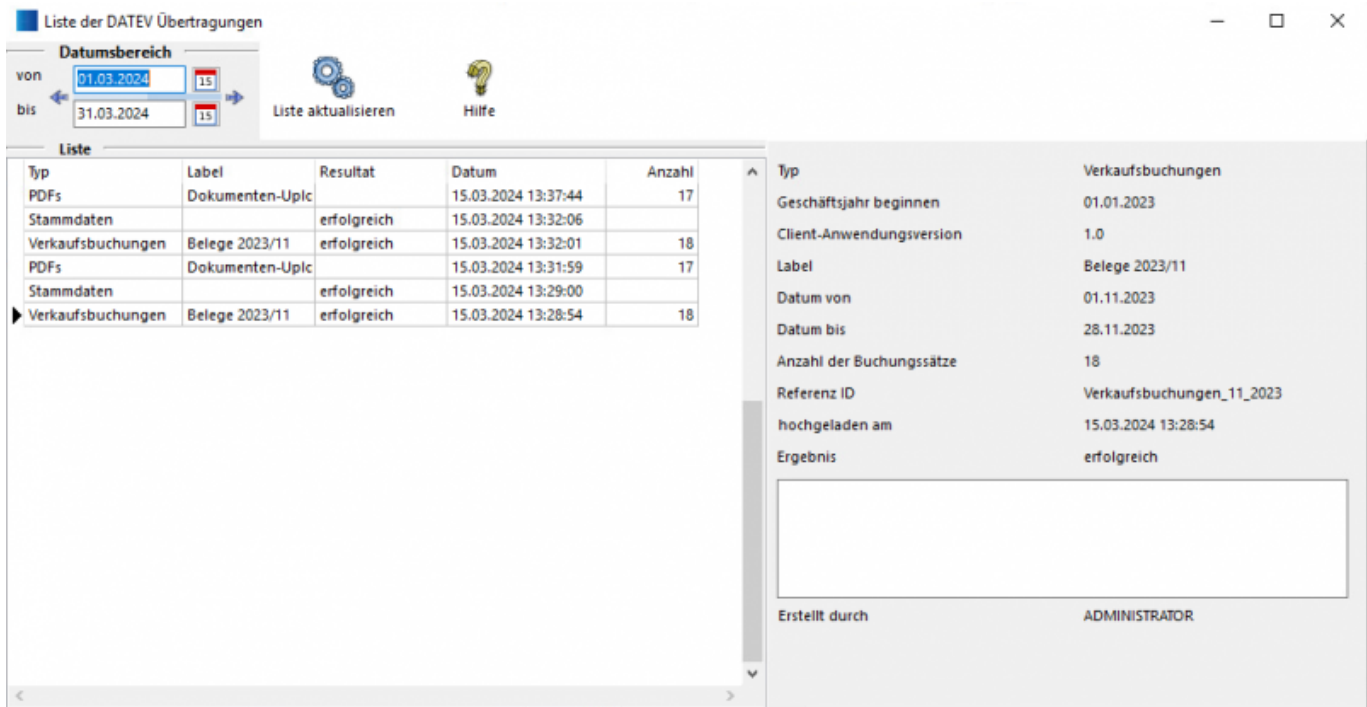 Liste der DATEV Übertragungen
Datumsbereich
von 01.03.2024 15
bis 31.03.2024 15
Liste aktualisieren
Hilfe
Liste
Typ Label Resultat Datum Anzahl
PDFs Dokumenten-Uplc 15.03.2024 13:37:44 17
Stammdaten erfolgreich 15.03.2024 13:32:06
Verkaufsbuchungen Belege 2023/11 erfolgreich 15.03.2024 13:32:01 18
PDFs Dokumenten-Uplc 15.03.2024 13:31:59 17
Stammdaten erfolgreich 15.03.2024 13:29:00
Verkaufsbuchungen Belege 2023/11 erfolgreich 15.03.2024 13:28:54 18
Typ Verkaufsbuchungen
Geschäftsjahr beginnen 01.01.2023
Client-Anwendungsversion 1.0
Label Belege 2023/11
Datum von 01.11.2023
Datum bis 28.11.2023
Anzahl der Buchungssätze 18
Referenz ID Verkaufsbuchungen_11_2023
hochgeladen am 15.03.2024 13:28:54
Ergebnis erfolgreich
Erstellt durch ADMINISTRATOR